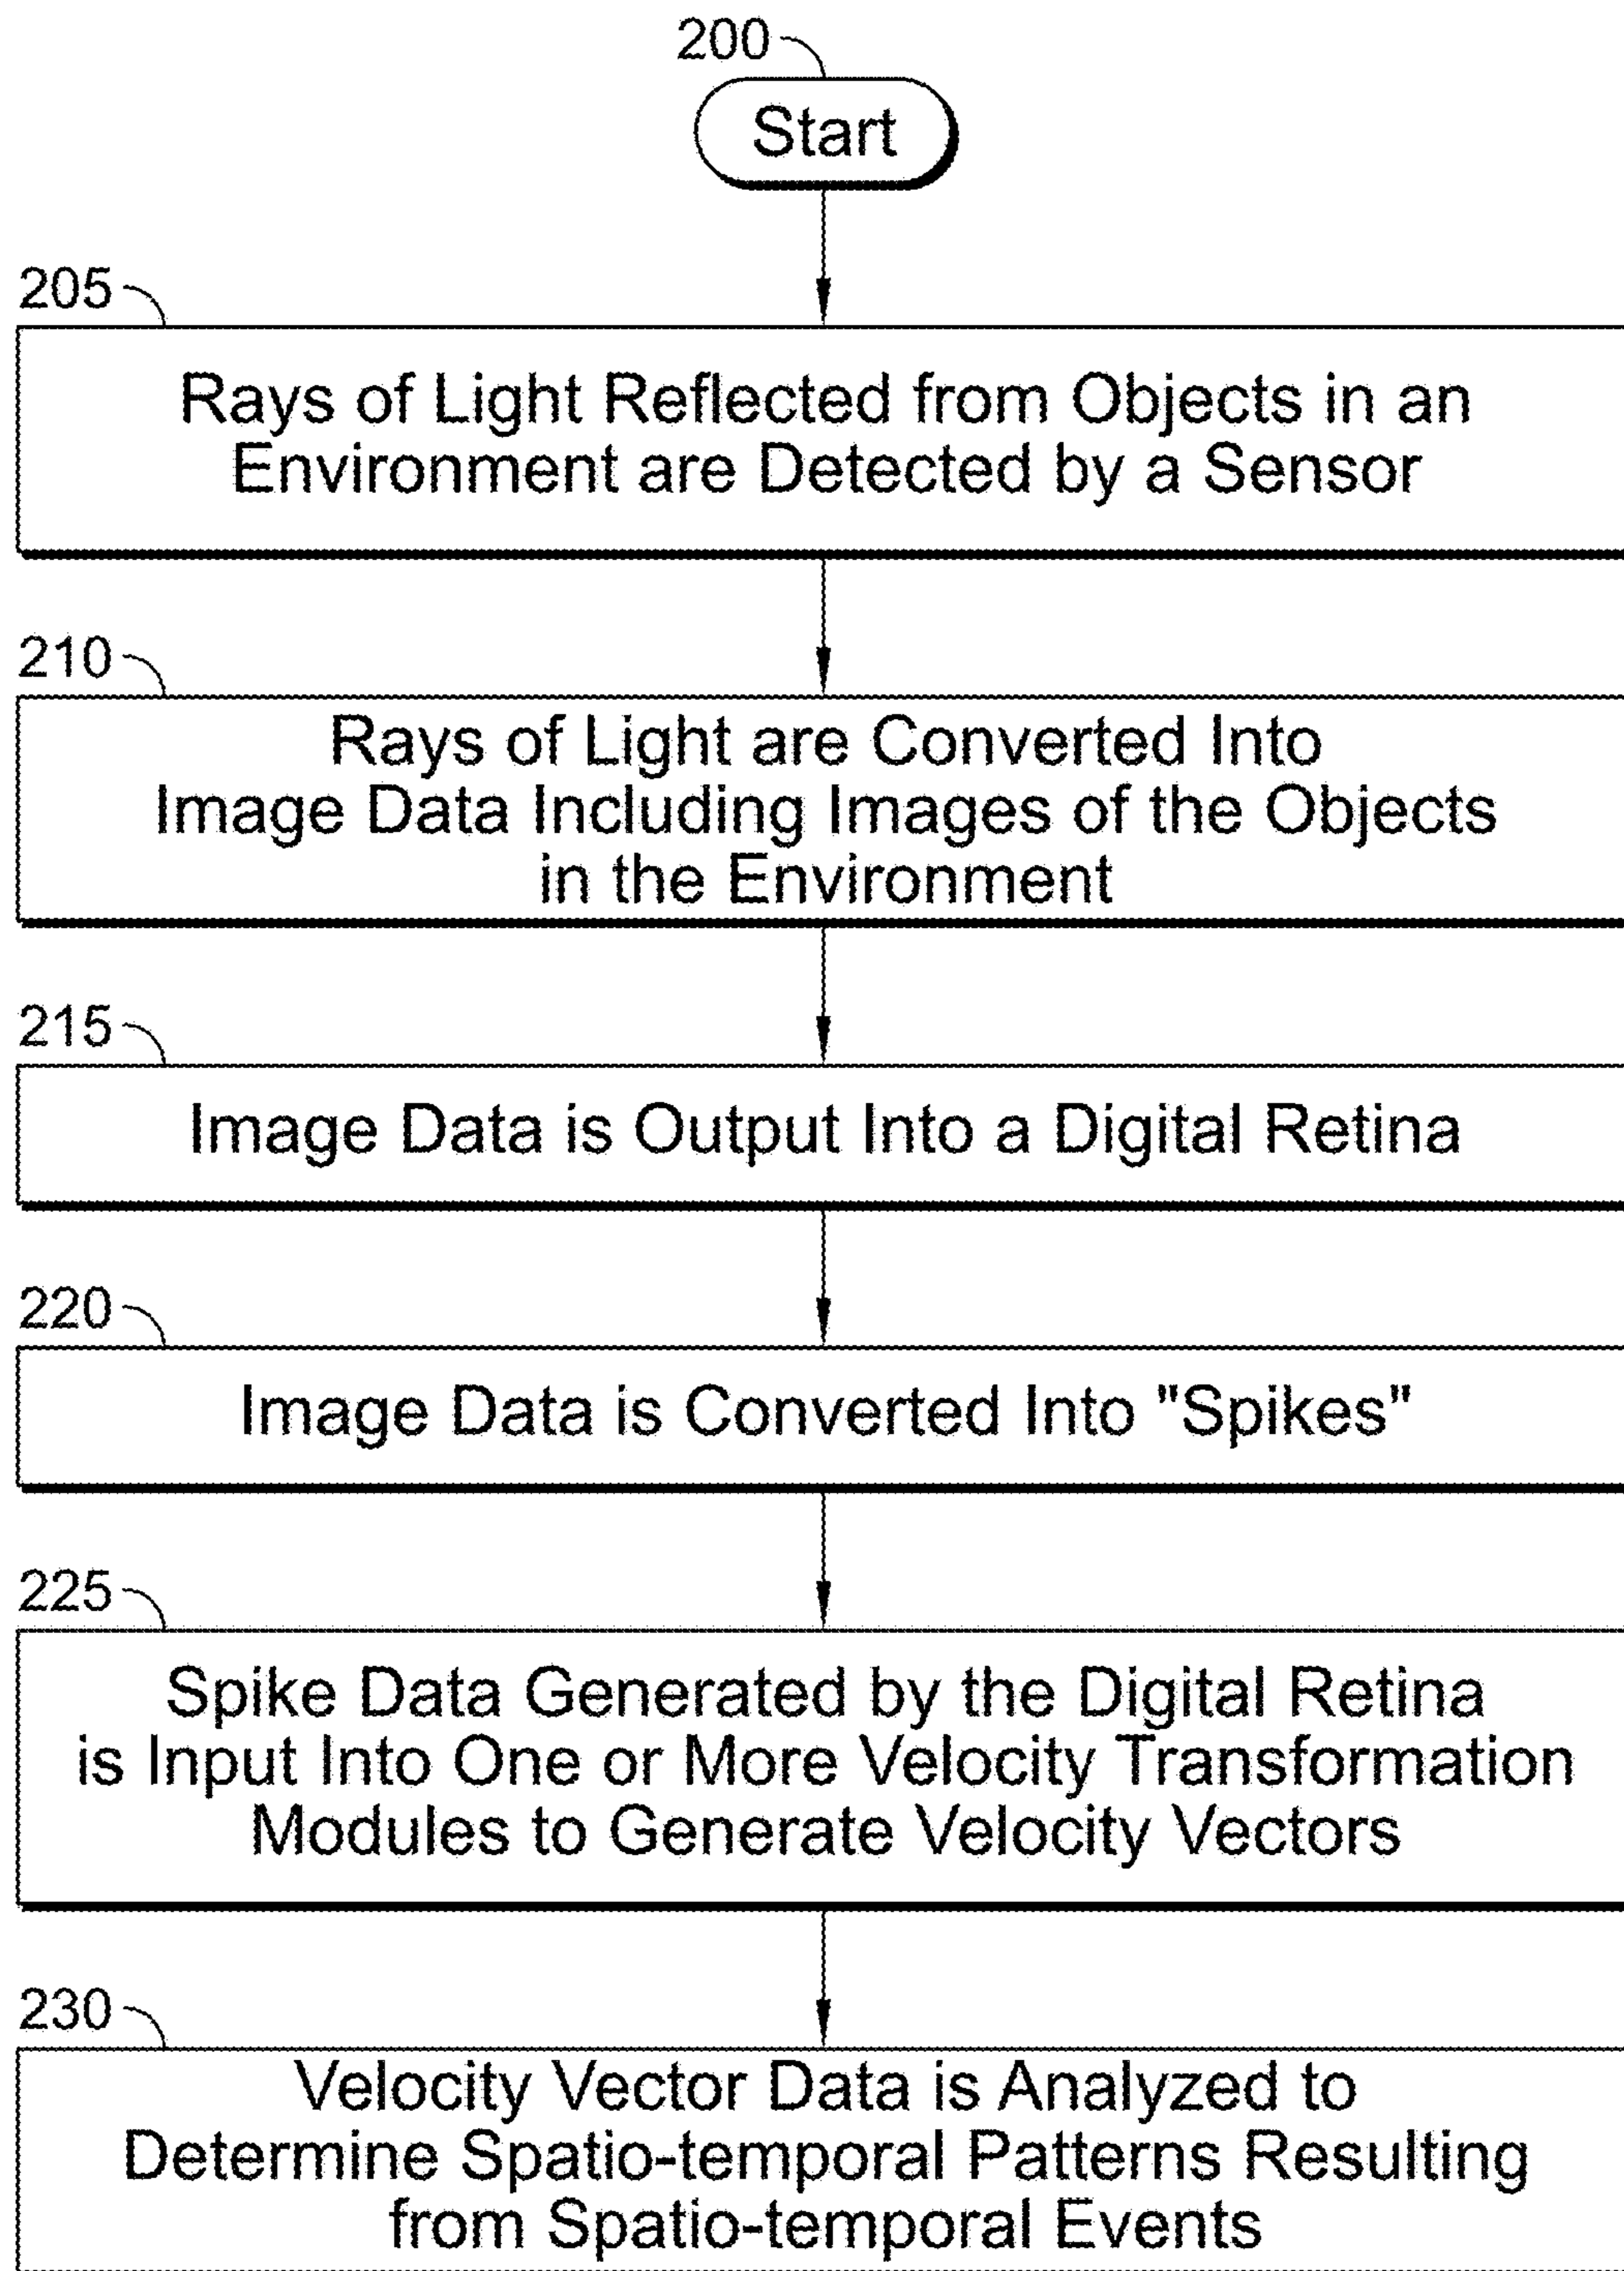 200
Start
205
Rays of Light Reflected from Objects in an
Environment are Detected by a Sensor
210
Rays of Light are Converted Into
Image Data Including Images of the Objects
in the Environment
215
Image Data is Output Into a Digital Retina
220
Image Data is Converted Into "Spikes"
225
Spike Data Generated by the Digital Retina
is Input Into One or More Velocity Transformation
Modules to Generate Velocity Vectors
230
Velocity Vector Data is Analyzed to
Determine Spatio-temporal Patterns Resulting
from Spatio-temporal Events